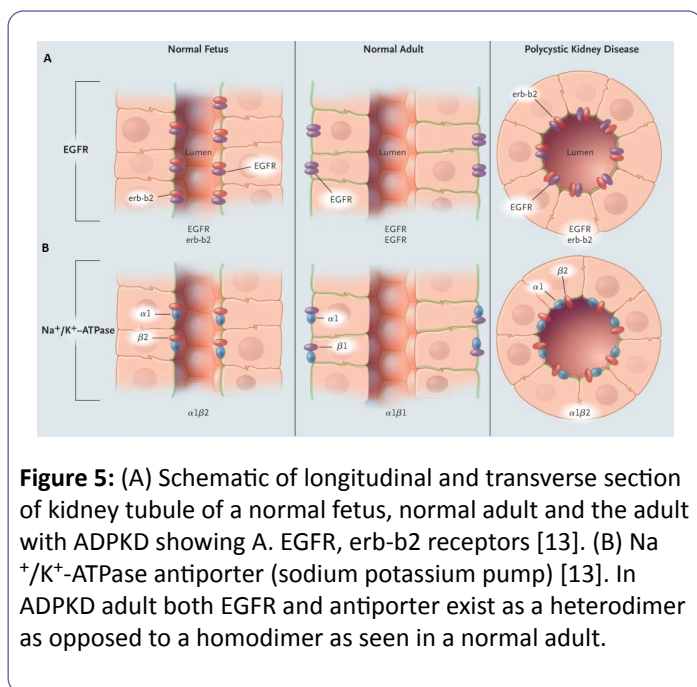 Normal Fetus
Normal Adult
Polycystic Kidney Disease
A
EGFR
Lumen
EGFR
erb-b2
EGFR
erb-b2
EGFR
EGFR
EGFR
erb-b2
Lumen
EGFR
EGFR
erb-b2
B
Na⁺/K⁺–ATPase
α1
β2
α1β2
α1
β1
α1β1
β2
α1
α1β2
Figure 5: (A) Schematic of longitudinal and transverse section
of kidney tubule of a normal fetus, normal adult and the adult
with ADPKD showing A. EGFR, erb-b2 receptors [13]. (B) Na
⁺/K⁺-ATPase antiporter (sodium potassium pump) [13]. In
ADPKD adult both EGFR and antiporter exist as a heterodimer
as opposed to a homodimer as seen in a normal adult.